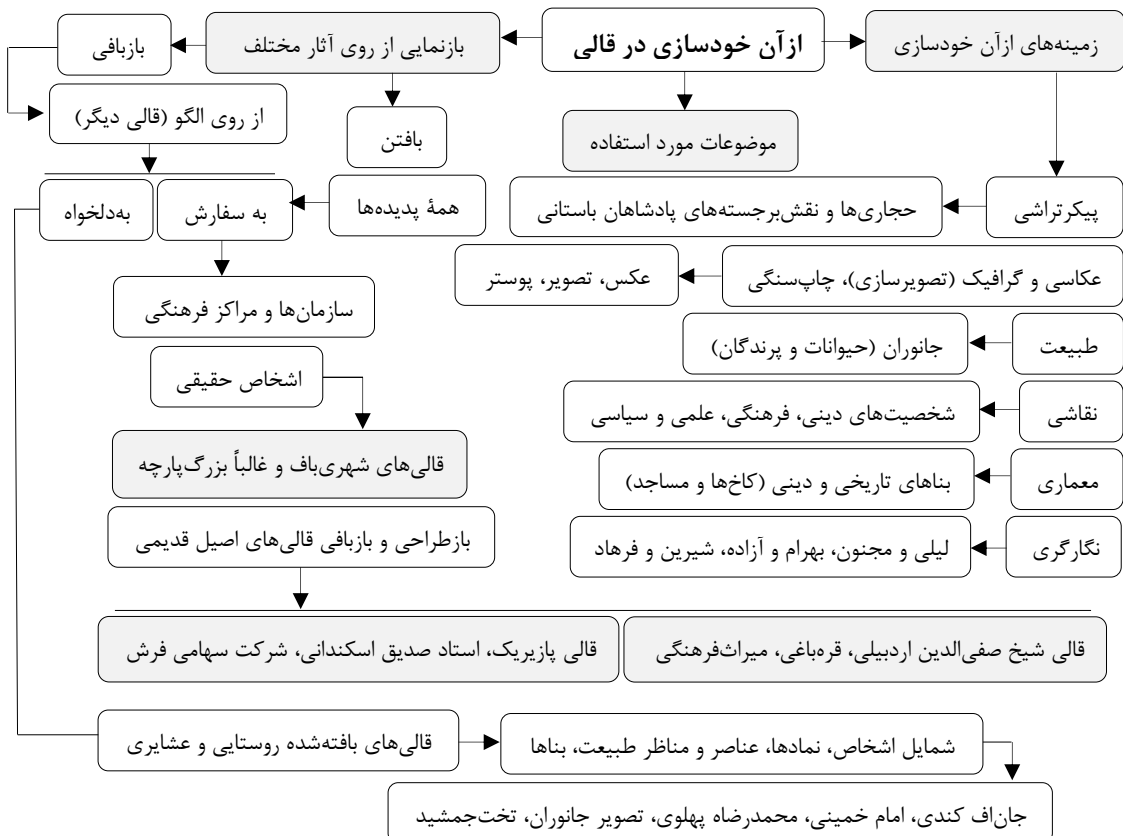 زمینه‌های ازآن خودسازی
ازآن خودسازی در قالی
بازنمایی از روی آثار مختلف
بازبافی
از روی الگو (قالی دیگر)
بافتن
موضوعات مورد استفاده
همۀ پدیده‌ها
به سفارش
به‌دلخواه
پیکرتراشی
حجاری‌ها و نقش‌برجسته‌های پادشاهان باستانی
عکاسی و گرافیک (تصویرسازی)، چاپ‌سنگی
عکس، تصویر، پوستر
سازمان‌ها و مراکز فرهنگی
طبیعت
جانوران (حیوانات و پرندگان)
اشخاص حقیقی
نقاشی
شخصیت‌های دینی، فرهنگی، علمی و سیاسی
قالی‌های شهری‌باف و غالباً بزرگ‌پارچه
معماری
بناهای تاریخی و دینی (کاخ‌ها و مساجد)
بازطراحی و بازبافی قالی‌های اصیل قدیمی
نگارگری
لیلی و مجنون، بهرام و آزاده، شیرین و فرهاد
قالی شیخ صفی‌الدین اردبیلی، قره‌باغی، میراث‌فرهنگی
قالی پازیریک، استاد صدیق اسکندانی، شرکت سهامی فرش
قالی‌های بافته‌شده روستایی و عشایری
شمایل اشخاص، نمادها، عناصر و مناظر طبیعت، بناها
جان‌اف کندی، امام خمینی، محمدرضاه پهلوی، تصویر جانوران، تخت‌جمشید